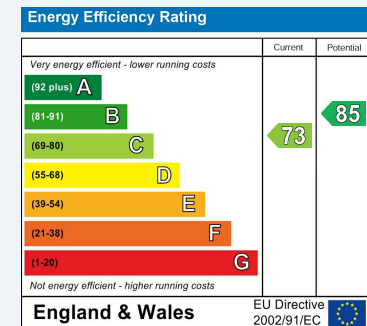 Energy Efficiency Rating
Current Potential
Very energy efficient - lower running costs
(92 plus) A
(81-91) B
85
(69-80) C
73
(55-68) D
(39-54) E
(21-38) F
(1-20) G
Not energy efficient - higher running costs
England & Wales
EU Directive
2002/91/EC